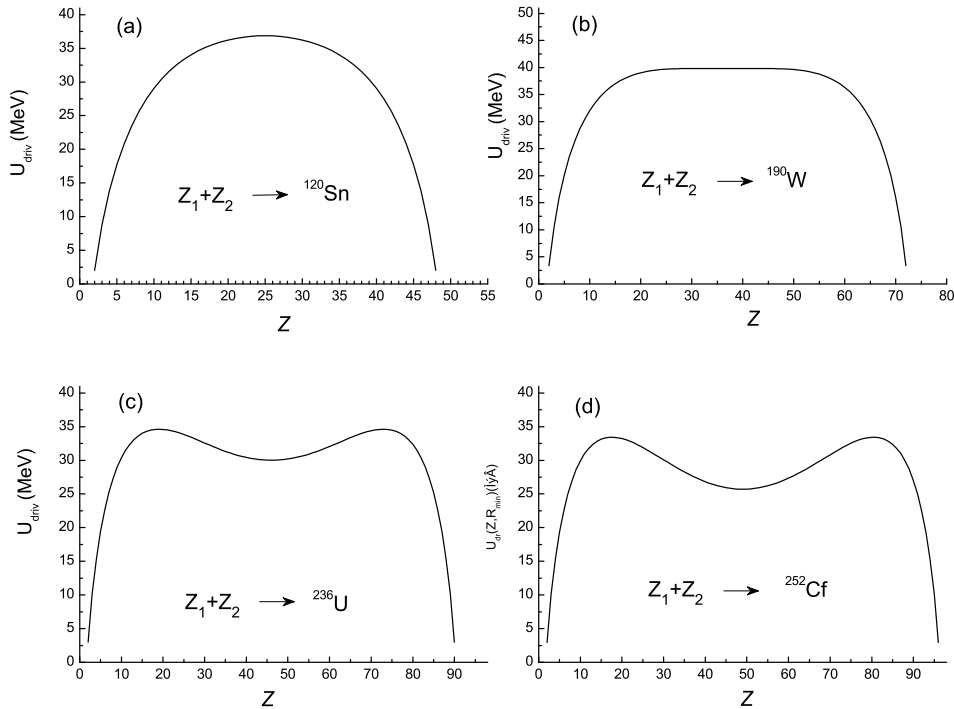 (a)
U_driv (MeV)
40
35
30
25
20
15
10
5
0
Z₁+Z₂ → ¹²⁰Sn
0 5 10 15 20 25 30 35 40 45 50 55
Z
(b)
U_driv (MeV)
50
45
40
35
30
25
20
15
10
5
0
Z₁+Z₂ → ¹⁹⁰W
0 10 20 30 40 50 60 70 80
Z
(c)
U_driv (MeV)
40
35
30
25
20
15
10
5
0
Z₁+Z₂ → ²³⁶U
0 10 20 30 40 50 60 70 80 90
Z
(d)
U_dr(Z,R_min)(ÌýÂ)
40
35
30
25
20
15
10
5
0
Z₁+Z₂ → ²⁵²Cf
0 10 20 30 40 50 60 70 80 90
Z